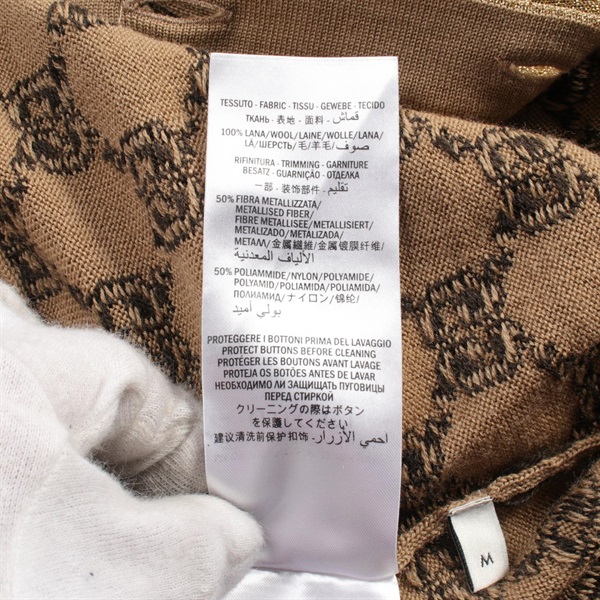 TESSUTO - FABRIC - TISSU - GEWEBE - TECIDO
ТКАНЬ - 表地 - 面料 - قماش
100% LANA/WOOL/LAINE/WOLLE/LANA/
LÃ/ШЕРСТЬ/毛/羊毛/صوف
RIFINITURA - TRIMMING - GARNITURE
BESATZ - GUARNIÇÃO - ОТДЕЛКА
一部 - 装饰部件 - تقليم
50% FIBRA METALLIZZATA/
METALLISED FIBER/
FIBRE METALLISEE/METALLISIERT/
METALIZADO/METALIZADA/
МЕТАЛЛ/金属繊維/金属镀膜纤维/
الألياف المعدنية
50% POLIAMMIDE/NYLON/POLYAMIDE/
POLYAMID/POLIAMIDA/POLIAMIDA/
ПОЛИАМИД/ナイロン/锦纶/
بولي أميد
PROTEGGERE I BOTTONI PRIMA DEL LAVAGGIO
PROTECT BUTTONS BEFORE CLEANING
PROTÉGER LES BOUTONS AVANT LAVAGE
PROTEJA OS BOTÕES ANTES DE LAVAR
НЕОБХОДИМО ЛИ ЗАЩИТИТЬ ПУГОВИЦЫ
ПЕРЕД СТИРКОЙ
クリーニングの際はボタン
を保護してください
建议清洗前保护扣饰 - احمي الأزرار
M